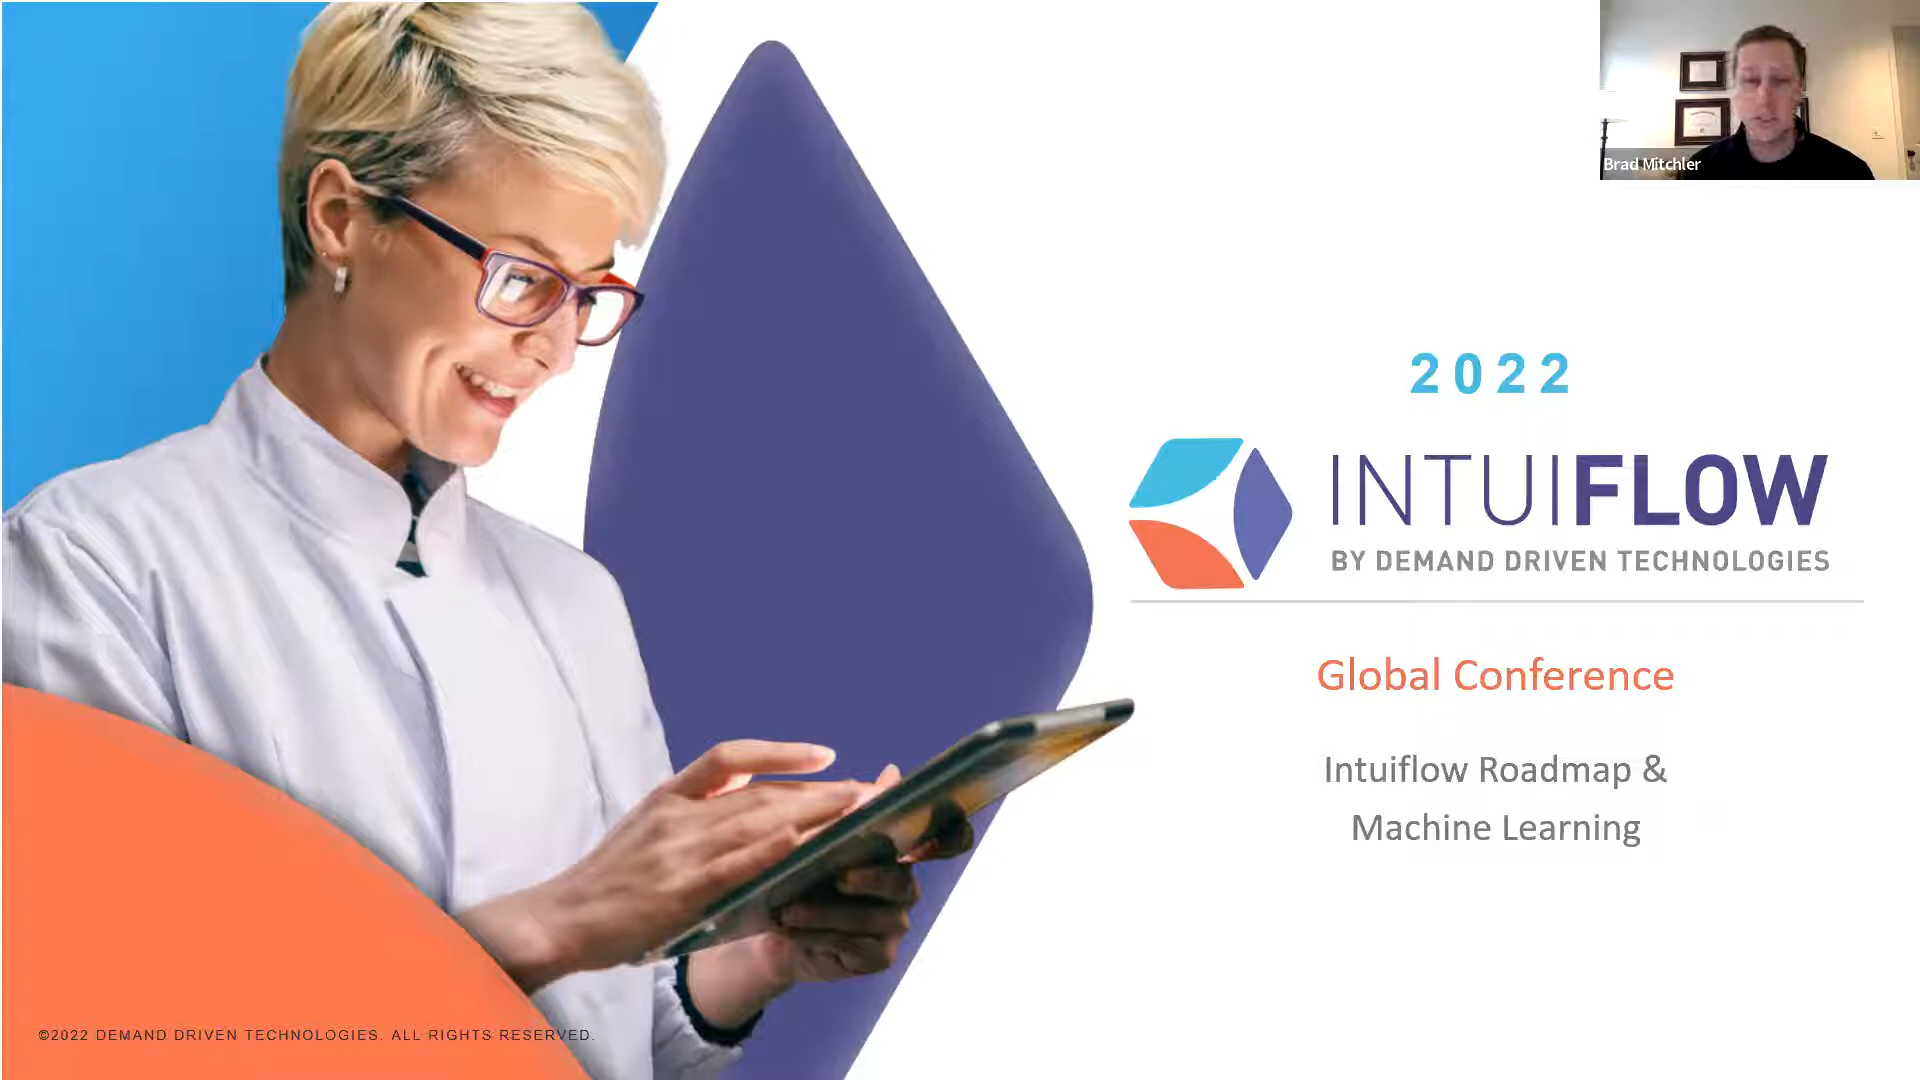 Brad Mitchler
2022
INTUIFLOW
BY DEMAND DRIVEN TECHNOLOGIES
Global Conference
Intuiflow Roadmap &
Machine Learning
©2022 DEMAND DRIVEN TECHNOLOGIES. ALL RIGHTS RESERVED.